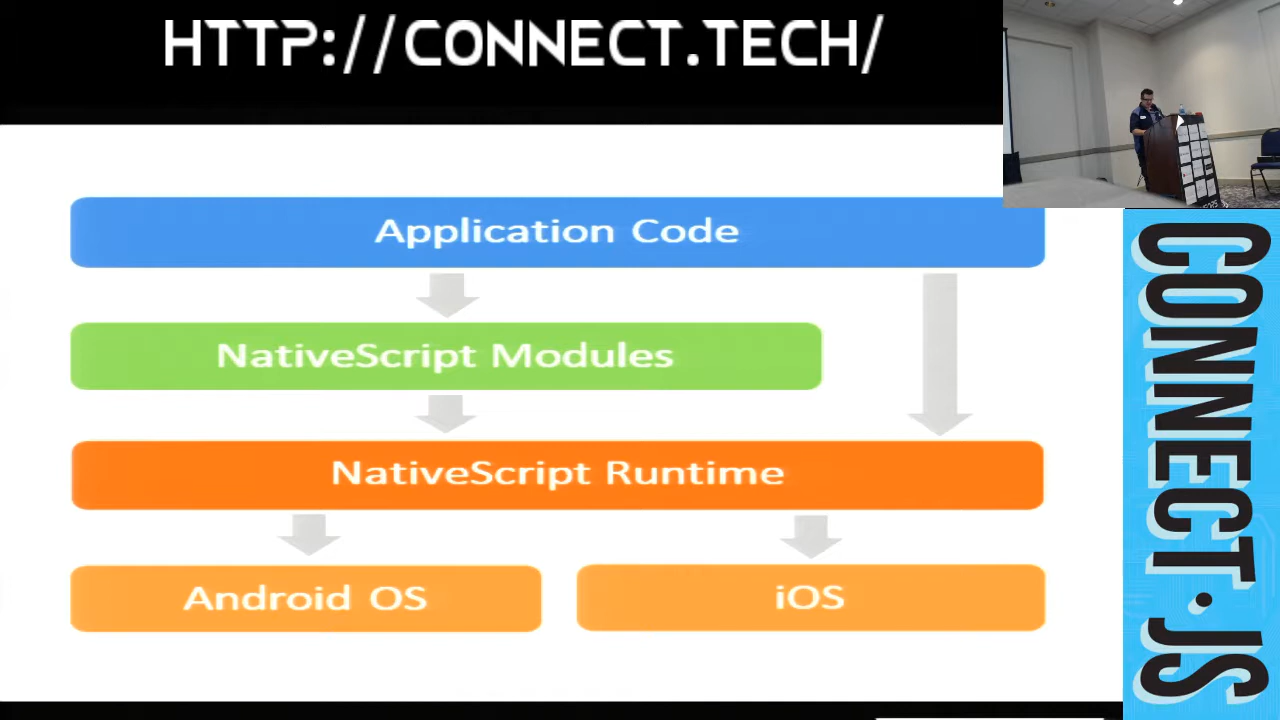 HTTP://CONNECT.TECH/
Application Code
NativeScript Modules
NativeScript Runtime
Android OS
iOS
CONNECT.JS